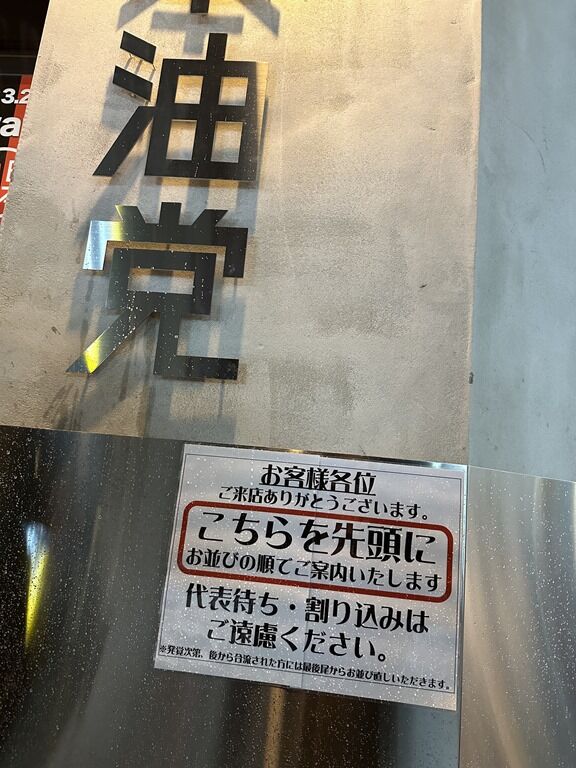 油
党
お客様各位
ご来店ありがとうございます。
こちらを先頭に
お並びの順でご案内いたします
代表待ち・割り込みは
ご遠慮ください。
※発覚次第、後から合流された方には最後尾からお並び直しいただきます。
3.2